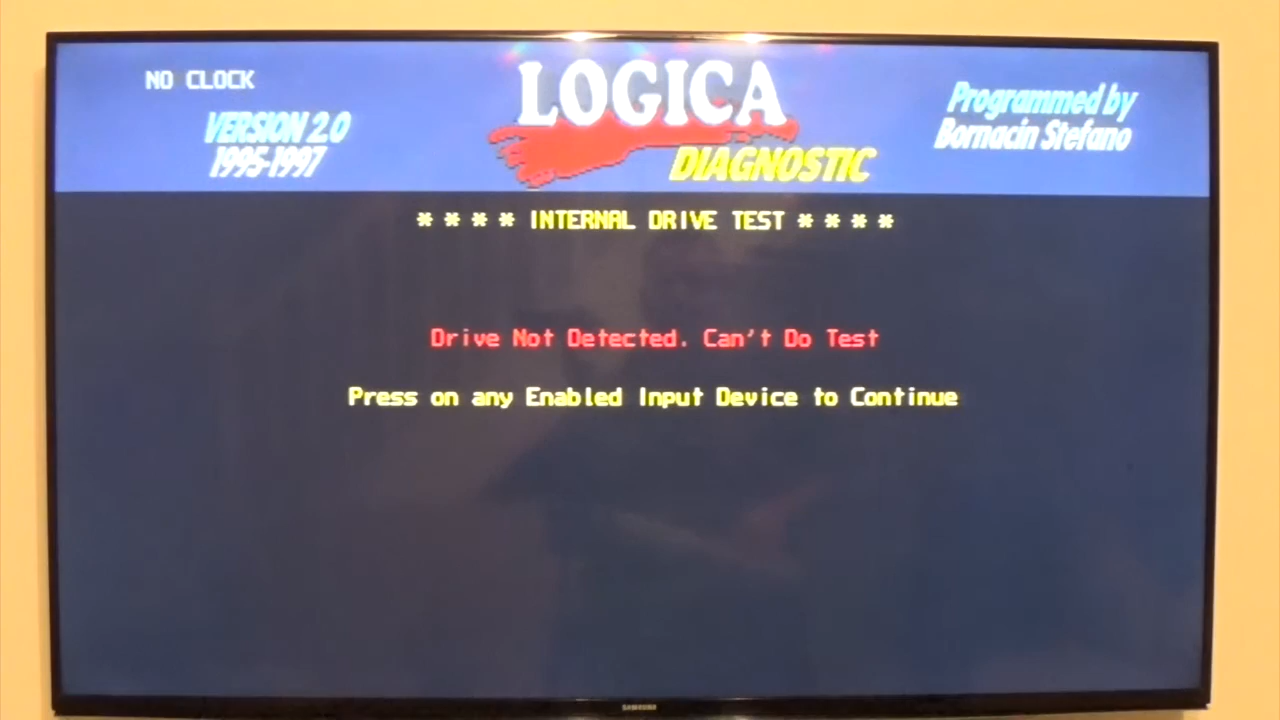 NO CLOCK
VERSION 2.0
1995-1997
LOGICA
DIAGNOSTIC
Programmed by
Bornacin Stefano
* * * * INTERNAL DRIVE TEST * * * *
Drive Not Detected. Can't Do Test
Press on any Enabled Input Device to Continue
SAMSUNG